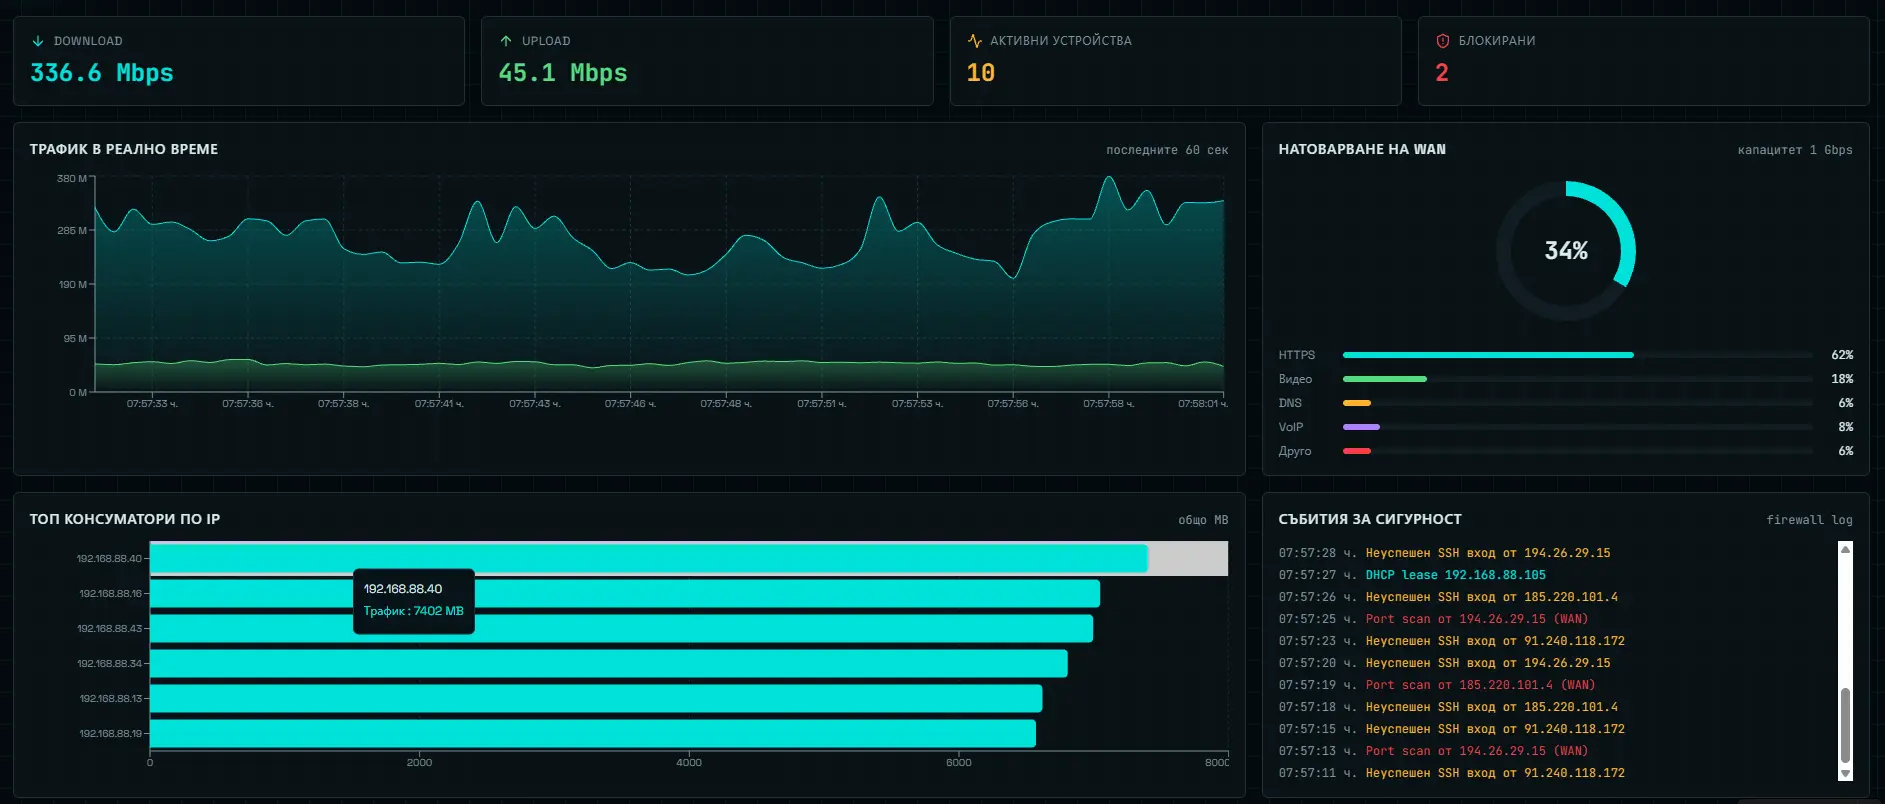 DOWNLOAD
336.6 Mbps
UPLOAD
45.1 Mbps
АКТИВНИ УСТРОЙСТВА
10
БЛОКИРАНИ
2
ТРАФИК В РЕАЛНО ВРЕМЕ
последните 60 сек
380 M
285 M
190 M
95 M
0 M
07:57:33 ч. 07:57:36 ч. 07:57:38 ч. 07:57:41 ч. 07:57:43 ч. 07:57:46 ч. 07:57:48 ч. 07:57:51 ч. 07:57:53 ч. 07:57:56 ч. 07:57:58 ч. 07:58:01 ч.
НАТОВАРВАНЕ НА WAN
капацитет 1 Gbps
34%
HTTPS 62%
Видео 18%
DNS 6%
VoIP 8%
Друго 6%
ТОП КОНСУМАТОРИ ПО IP
общо MB
192.168.88.40
192.168.88.16
192.168.88.43
192.168.88.34
192.168.88.13
192.168.88.19
192.168.88.40
Трафик : 7402 MB
0 2000 4000 6000 8000
СЪБИТИЯ ЗА СИГУРНОСТ
firewall log
07:57:28 ч. Неуспешен SSH вход от 194.26.29.15
07:57:27 ч. DHCP lease 192.168.88.105
07:57:26 ч. Неуспешен SSH вход от 185.220.101.4
07:57:25 ч. Port scan от 194.26.29.15 (WAN)
07:57:23 ч. Неуспешен SSH вход от 91.240.118.172
07:57:20 ч. Неуспешен SSH вход от 194.26.29.15
07:57:19 ч. Port scan от 185.220.101.4 (WAN)
07:57:18 ч. Неуспешен SSH вход от 185.220.101.4
07:57:15 ч. Неуспешен SSH вход от 91.240.118.172
07:57:13 ч. Port scan от 194.26.29.15 (WAN)
07:57:11 ч. Неуспешен SSH вход от 91.240.118.172